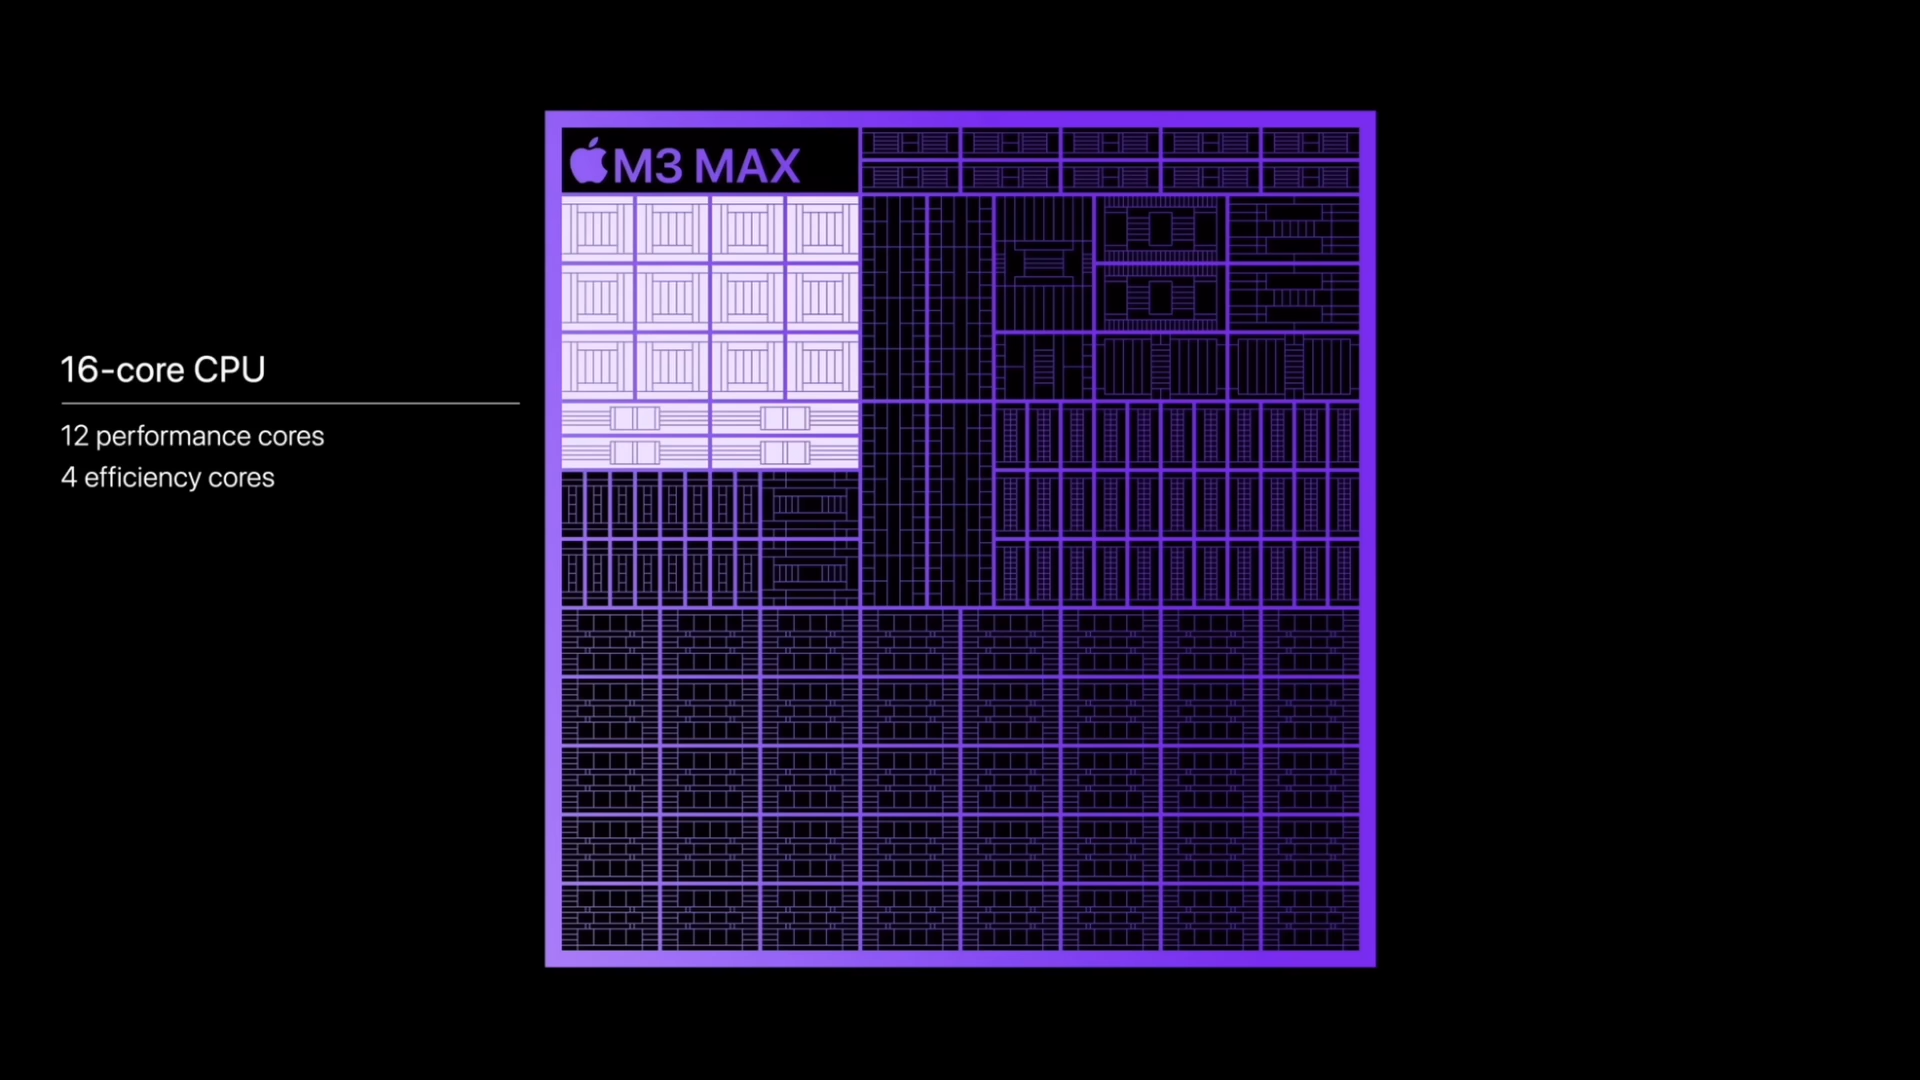 M3 MAX
16-core CPU
12 performance cores
4 efficiency cores